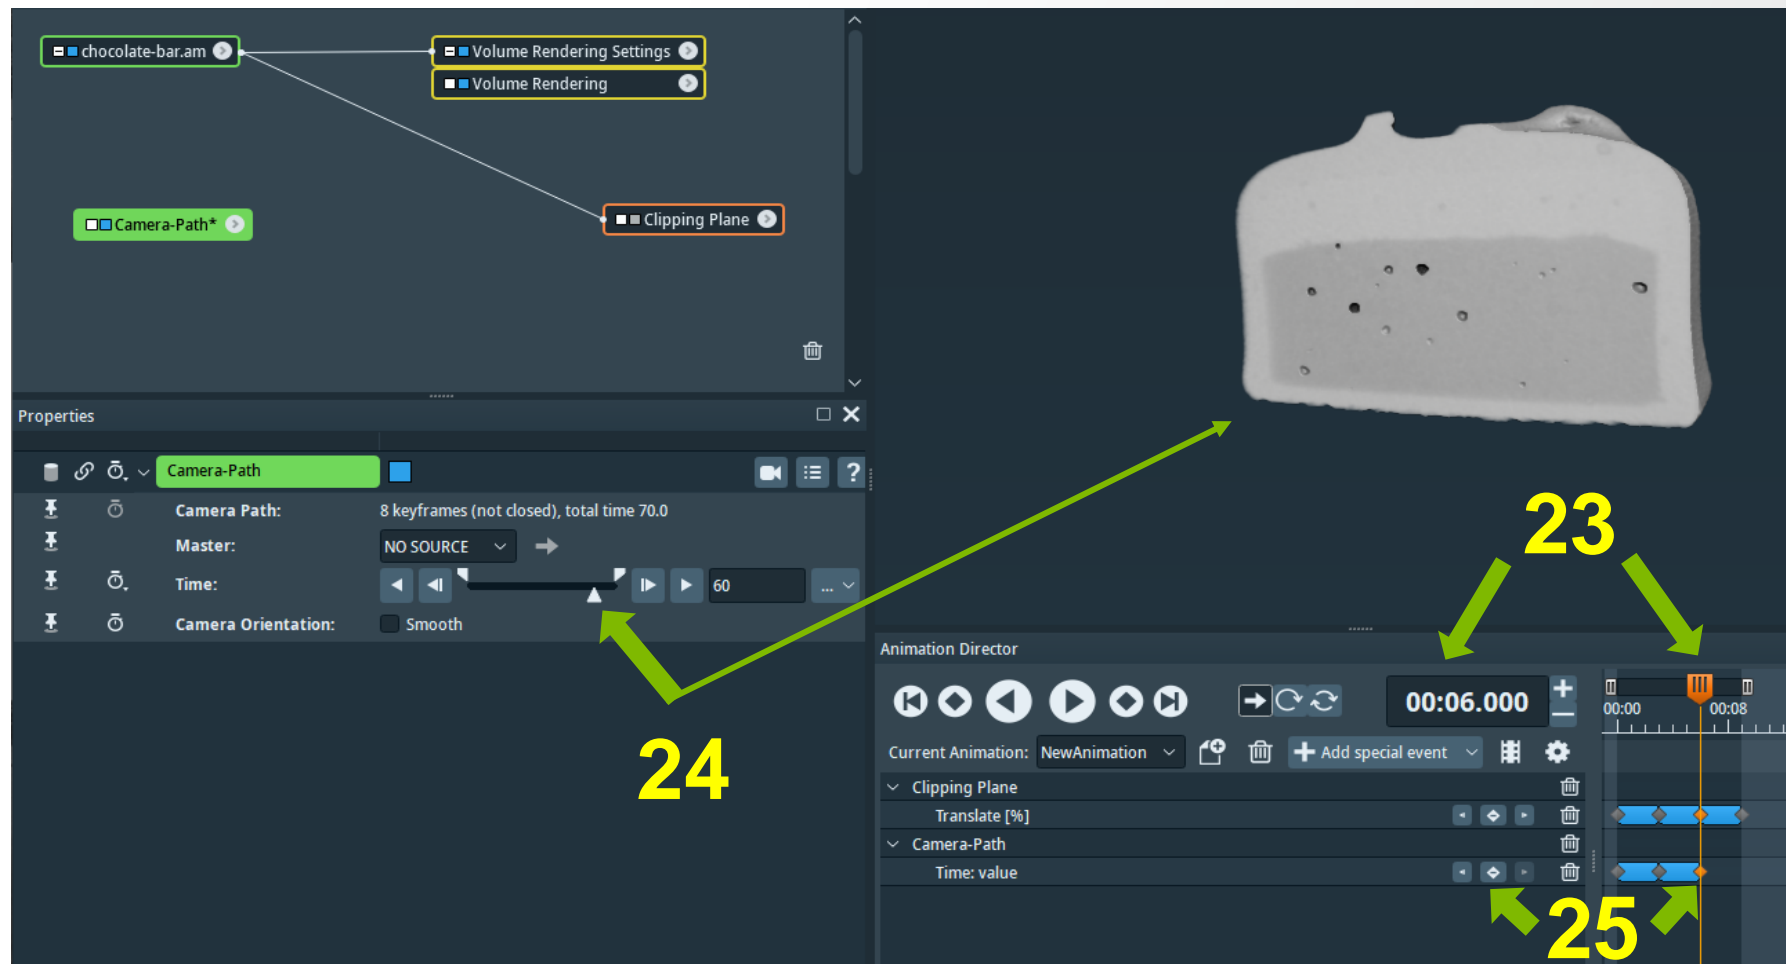 chocolate-bar.am
Volume Rendering Settings
Volume Rendering
Camera-Path*
Clipping Plane
Properties
Camera-Path
?
Camera Path:
8 keyframes (not closed), total time 70.0
Master:
NO SOURCE
Time:
60
...
Camera Orientation:
Smooth
24
23
Animation Director
00:06.000
00:00
00:08
Current Animation:
NewAnimation
Add special event
Clipping Plane
Translate [%]
Camera-Path
Time: value
25